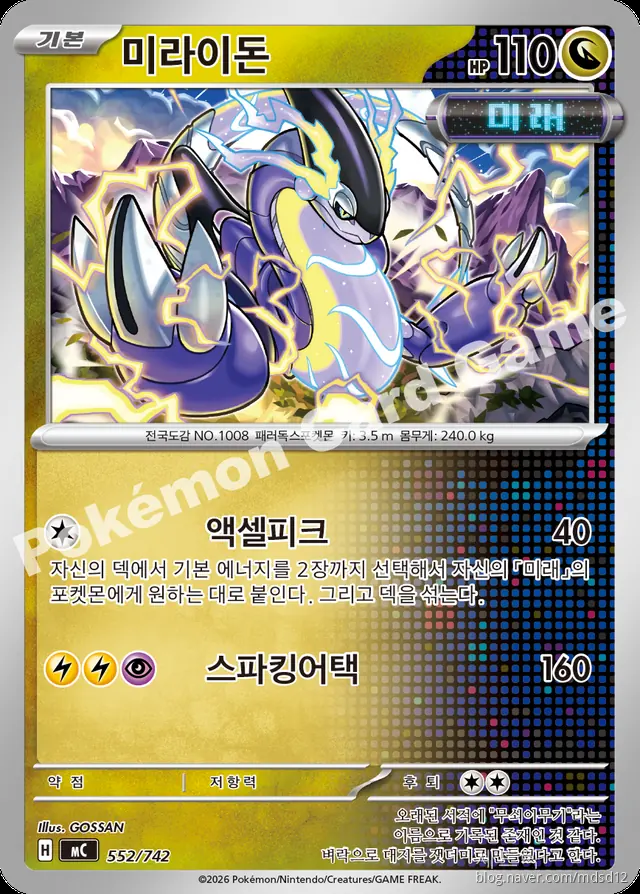 기본 미라이돈 HP 110
미래
전국도감 NO.1008 패러독스포켓몬 키: 3.5 m 몸무게: 240.0 kg
Pokémon Card Game
액셀피크 40
자신의 덱에서 기본 에너지를 2장까지 선택해서 자신의 「미래」의
포켓몬에게 원하는 대로 붙인다. 그리고 덱을 섞는다.
스파킹어택 160
약점 저항력 후퇴
Illus. GOSSAN
H MC 552/742
오래된 서적에 "무쇠이무기"라는
이름으로 기록된 존재인 것 같다.
벼락으로 대지를 잿더미로 만들었다고 한다.
blog.naver.com/mdsd12
©2026 Pokémon/Nintendo/Creatures/GAME FREAK.